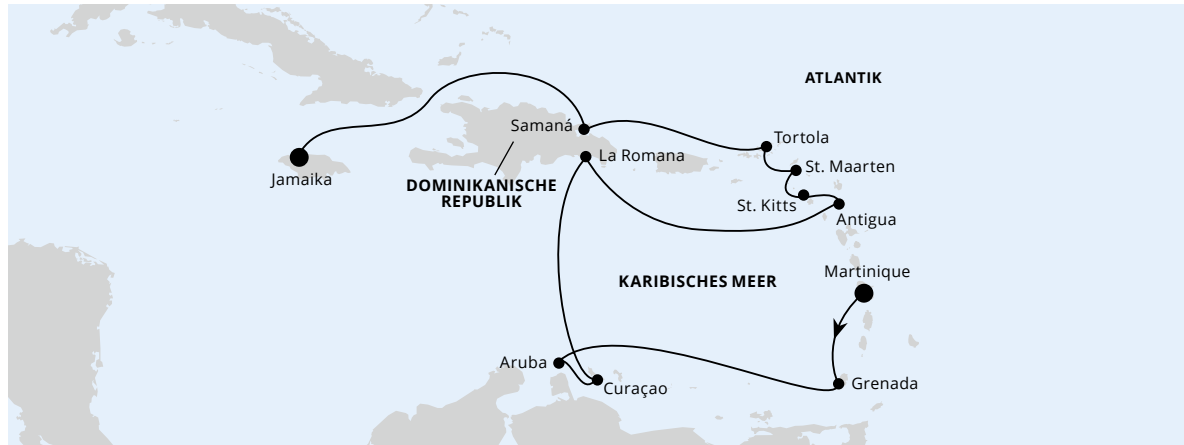 ATLANTIK
Samaná
Tortola
La Romana
St. Maarten
Jamaika
DOMINIKANISCHE
REPUBLIK
St. Kitts
Antigua
Martinique
KARIBISCHES MEER
Aruba
Curaçao
Grenada